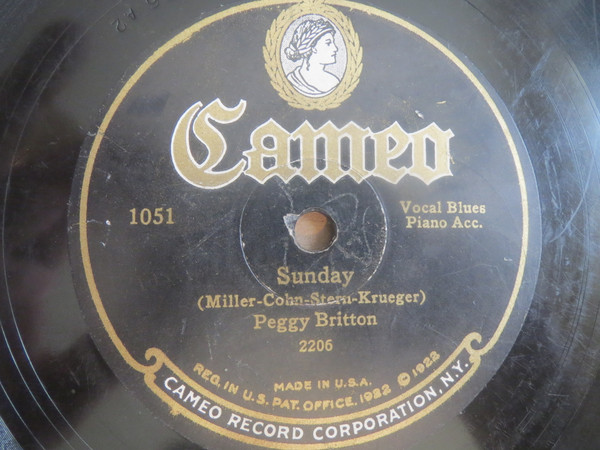 Cameo
1051
Vocal Blues
Piano Acc.
Sunday
(Miller-Cohn-Stern-Krueger)
Peggy Britton
2206
MADE IN U.S.A.
REG. IN U.S. PAT. OFFICE, 1922 © 1922
CAMEO RECORD CORPORATION, N.Y.